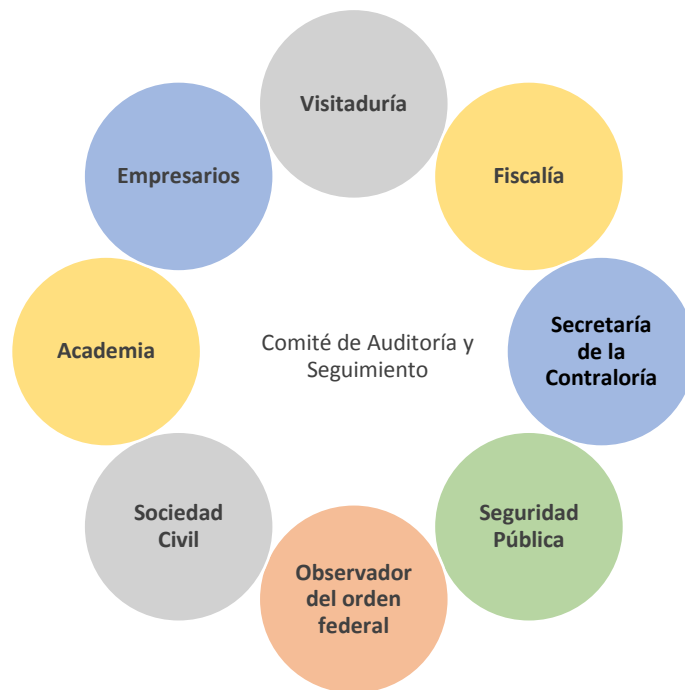 Visitaduría
Fiscalía
Secretaría
de la
Contraloría
Seguridad
Pública
Observador
del orden
federal
Sociedad
Civil
Academia
Empresarios
Comité de Auditoría y
Seguimiento